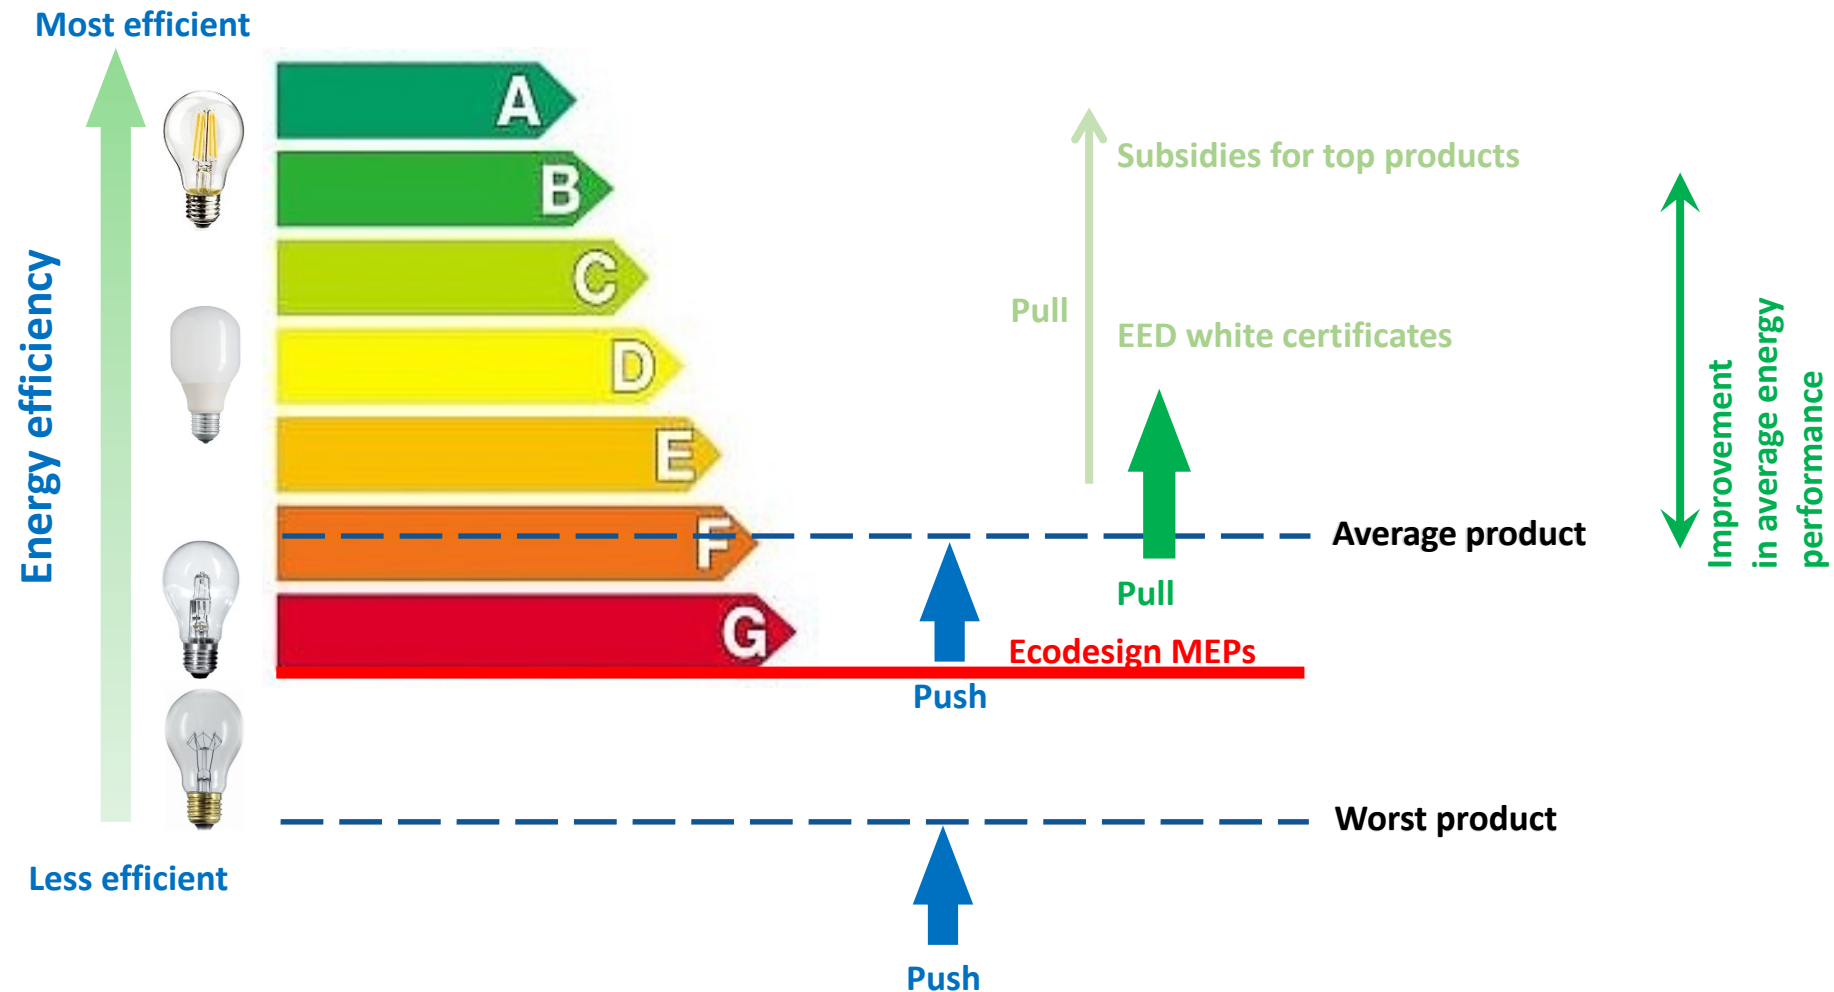 Most efficient
A
B
Subsidies for top products
C
Pull
EED white certificates
D
Energy efficiency
Improvement
in average energy
performance
E
F
Average product
Pull
G
Ecodesign MEPs
Push
Worst product
Less efficient
Push